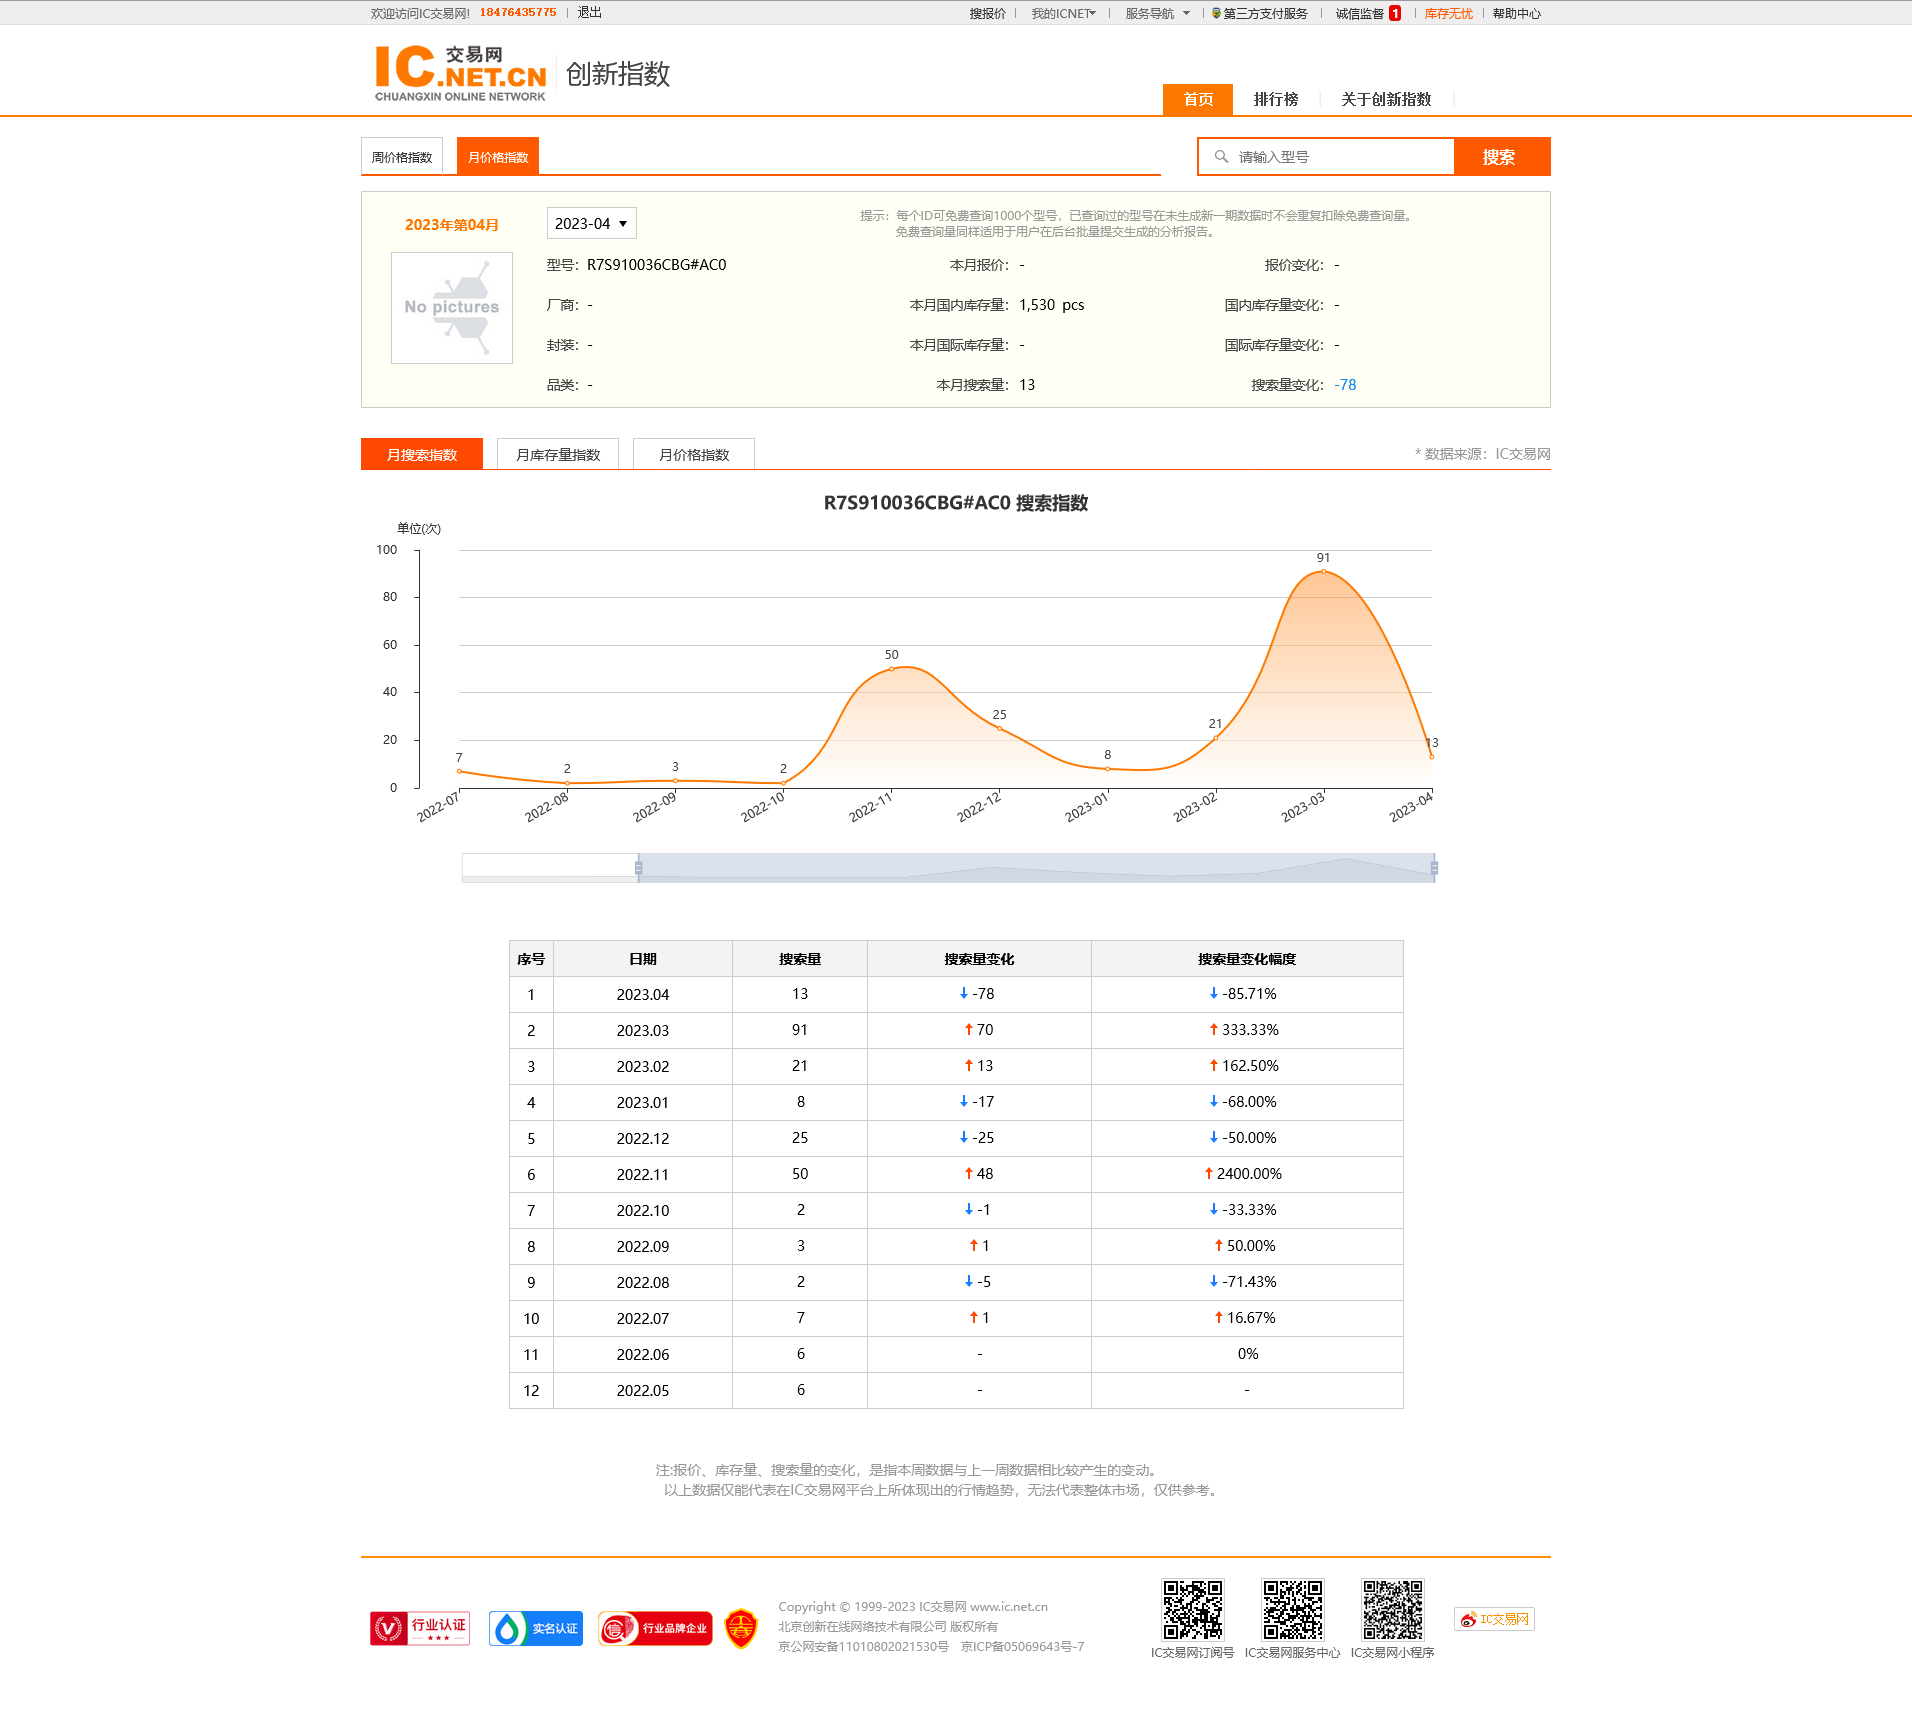 欢迎访问IC交易网! 18476435775 退出 搜报价 我的ICNET 服务导航 第三方支付服务 诚信监督 1 库存无忧 帮助中心
IC交易网.NET.CN
CHUANGXIN ONLINE NETWORK
创新指数
首页 排行榜 关于创新指数
周价格指数 月价格指数 请输入型号 搜索
2023年第04月 2023-04
提示：每个ID可免费查询1000个型号，已查询过的型号在未生成新一期数据时不会重复扣除免费查询量。
免费查询量同样适用于用户在后台批量提交生成的分析报告。
No pictures
型号：R7S910036CBG#AC0 本月报价：- 报价变化：-
厂商：- 本月国内库存量：1,530 pcs 国内库存量变化：-
封装：- 本月国际库存量：- 国际库存量变化：-
品类：- 本月搜索量：13 搜索量变化：-78
月搜索指数 月库存量指数 月价格指数 * 数据来源：IC交易网
R7S910036CBG#AC0 搜索指数
单位(次)
100
80
60
40
20
0
7 2 3 2 50 25 8 21 91 13
2022-07 2022-08 2022-09 2022-10 2022-11 2022-12 2023-01 2023-02 2023-03 2023-04
序号 日期 搜索量 搜索量变化 搜索量变化幅度
1 2023.04 13 ↓ -78 ↓ -85.71%
2 2023.03 91 ↑ 70 ↑ 333.33%
3 2023.02 21 ↑ 13 ↑ 162.50%
4 2023.01 8 ↓ -17 ↓ -68.00%
5 2022.12 25 ↓ -25 ↓ -50.00%
6 2022.11 50 ↑ 48 ↑ 2400.00%
7 2022.10 2 ↓ -1 ↓ -33.33%
8 2022.09 3 ↑ 1 ↑ 50.00%
9 2022.08 2 ↓ -5 ↓ -71.43%
10 2022.07 7 ↑ 1 ↑ 16.67%
11 2022.06 6 - 0%
12 2022.05 6 - -
注:报价、库存量、搜索量的变化，是指本周数据与上一周数据相比较产生的变动。
以上数据仅能代表在IC交易网平台上所体现出的行情趋势，无法代表整体市场，仅供参考。
行业认证
实名认证
行业品牌企业
Copyright © 1999-2023 IC交易网 www.ic.net.cn
北京创新在线网络技术有限公司 版权所有
京公网安备11010802021530号 京ICP备05069643号-7
IC交易网订阅号 IC交易网服务中心 IC交易网小程序
IC交易网